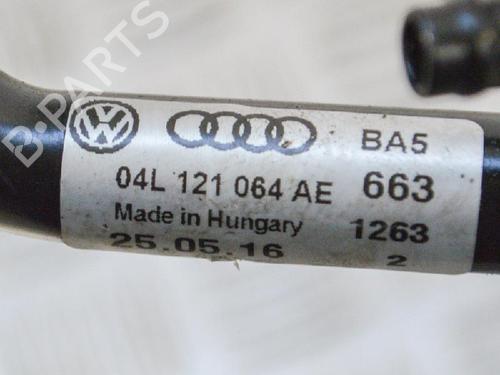 B-PARTS
BA5
04L 121 064 AE 663
Made in Hungary 1263
25.05.16 2